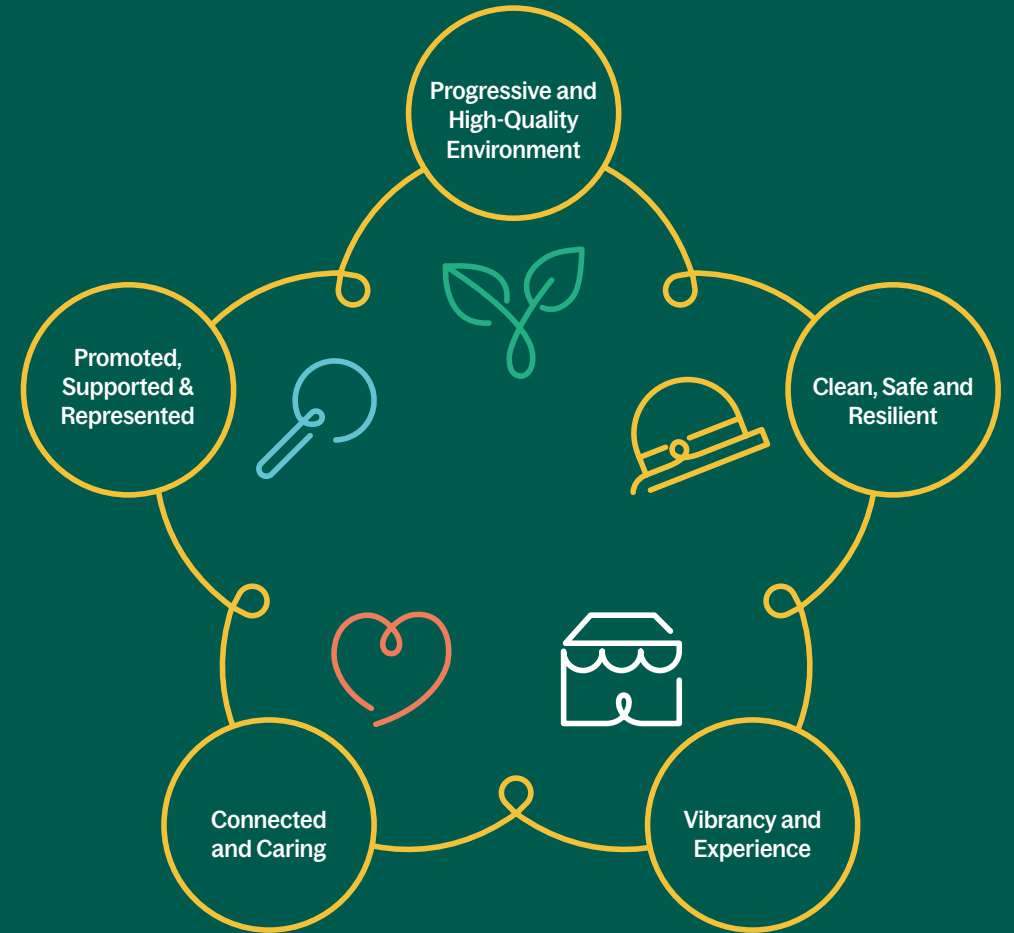 Progressive and
High-Quality
Environment
Promoted,
Supported &
Represented
Clean, Safe and
Resilient
Connected
and Caring
Vibrancy and
Experience